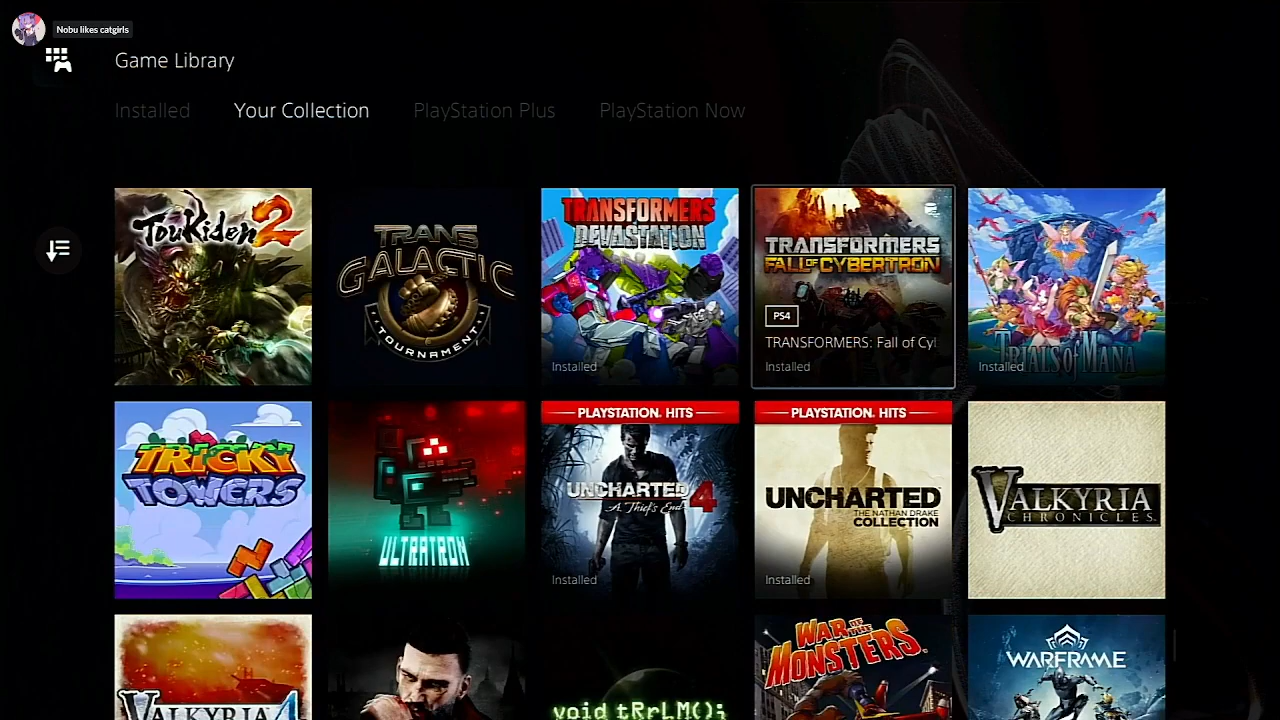 Nobu likes catgirls
Game Library
Installed
Your Collection
PlayStation Plus
PlayStation Now
TOUKIDEN 2
TRANS
GALACTIC
TOURNAMENT
TRANSFORMERS
DEVASTATION
Installed
TRANSFORMERS
FALL OF CYBERTRON
PS4
TRANSFORMERS: Fall of Cyl
Installed
TRIALS of MANA
Installed
TRICKY
TOWERS
ULTRATRON
PLAYSTATION HITS
UNCHARTED 4
A Thief's End
Installed
PLAYSTATION HITS
UNCHARTED
THE NATHAN DRAKE
COLLECTION
Installed
VALKYRIA
CHRONICLES
VALKYRIA 4
void tRrLM();
WAR OF THE
MONSTERS
WARFRAME